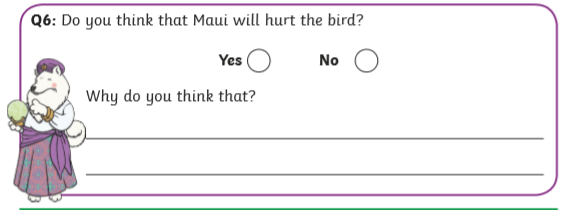 Q6: Do you think that Maui will hurt the bird?
Yes No
Why do you think that?